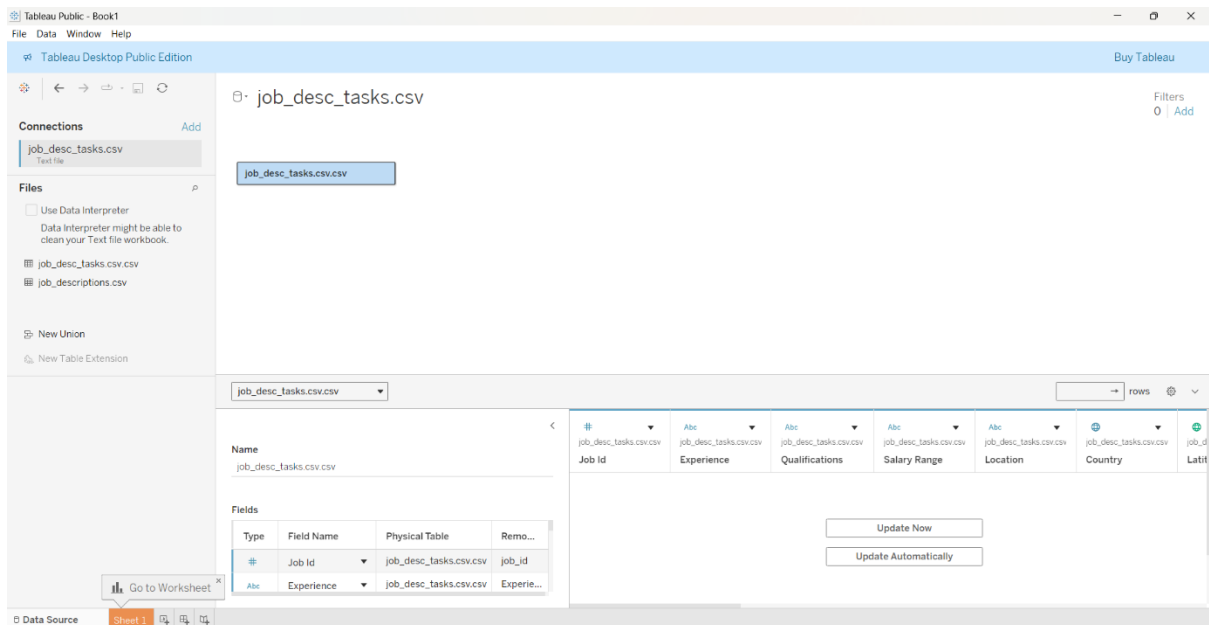 Tableau Public - Book1
File Data Window Help
Tableau Desktop Public Edition
Buy Tableau
Connections
Add
job_desc_tasks.csv
Text file
Files
Use Data Interpreter
Data Interpreter might be able to
clean your Text file workbook.
job_desc_tasks.csv.csv
job_descriptions.csv
New Union
New Table Extension
job_desc_tasks.csv
Filters
0 Add
job_desc_tasks.csv.csv
job_desc_tasks.csv.csv
rows
Name
job_desc_tasks.csv.csv
Fields
Type Field Name Physical Table Remo...
# Job Id job_desc_tasks.csv.csv job_id
Abc Experience job_desc_tasks.csv.csv Experie...
# Abc Abc Abc Abc
job_desc_tasks.csv.csv job_desc_tasks.csv.csv job_desc_tasks.csv.csv job_desc_tasks.csv.csv job_desc_tasks.csv.csv job_desc_tasks.csv.csv job_d
Job Id Experience Qualifications Salary Range Location Country Latit
Update Now
Update Automatically
Go to Worksheet
Data Source Sheet 1